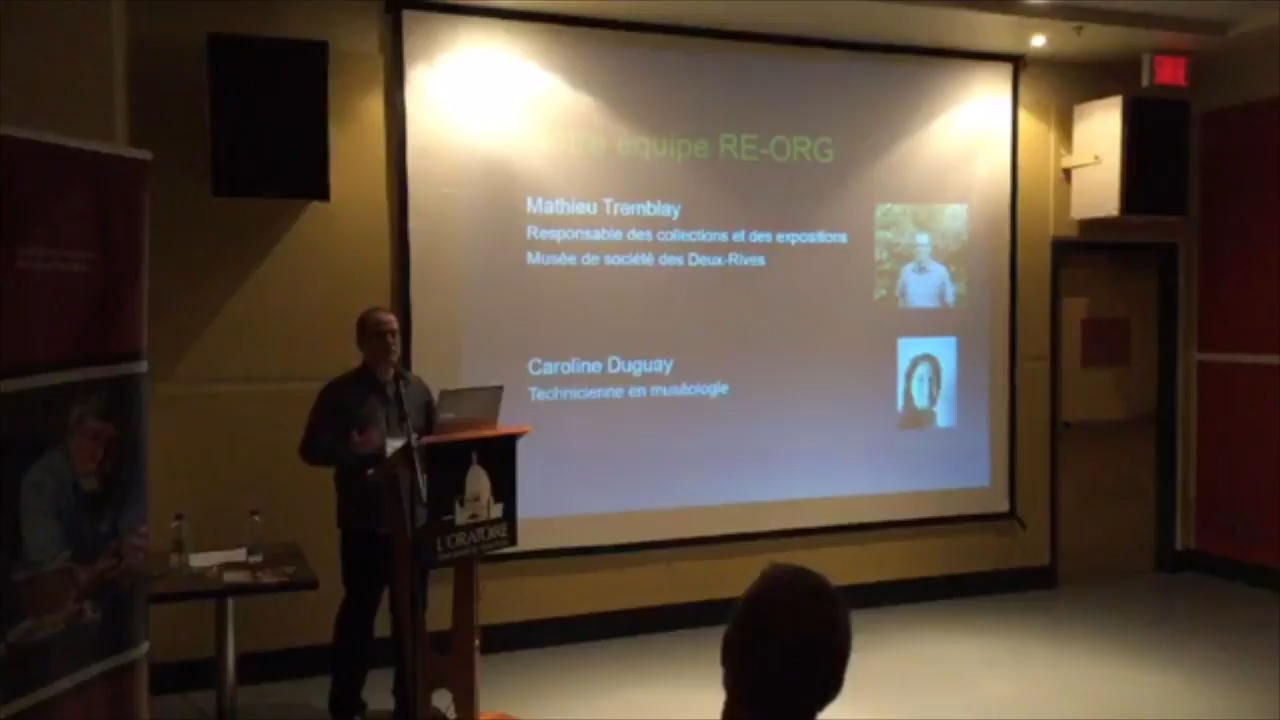 équipe RE-ORG
Mathieu Tremblay
Responsable des collections et des expositions
Musée de société des Deux-Rives
Caroline Duguay
Technicienne en muséologie
L'ORATOIRE